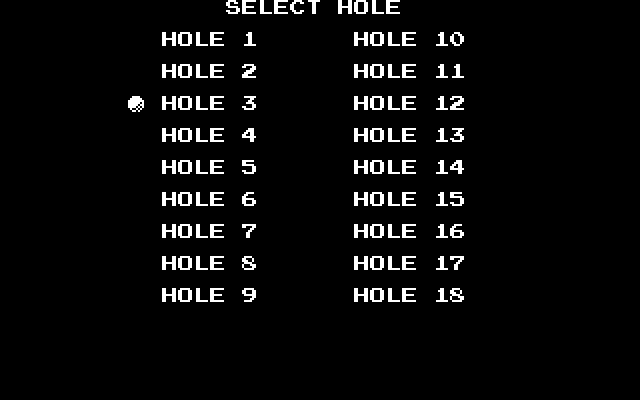 SELECT HOLE
HOLE 1
HOLE 2
HOLE 3
HOLE 4
HOLE 5
HOLE 6
HOLE 7
HOLE 8
HOLE 9
HOLE 10
HOLE 11
HOLE 12
HOLE 13
HOLE 14
HOLE 15
HOLE 16
HOLE 17
HOLE 18